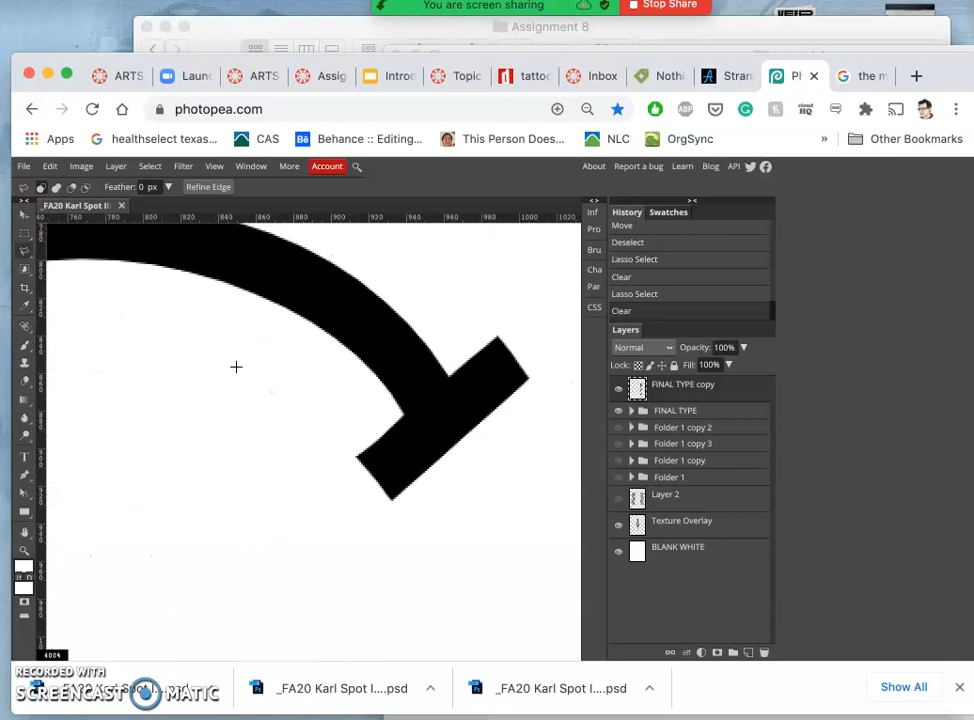 You are screen sharing
Stop Share
Assignment 8
ARTS
Laun
ARTS
Assig
Intro
Topic
tattoo
Inbox
Nothi
Stran
Ph
the m
photopea.com
Apps
healthselect texas...
CAS
Behance :: Editing...
This Person Does...
NLC
OrgSync
»
Other Bookmarks
File Edit Image Layer Select Filter View Window More Account
About Report a bug Learn Blog API
Feather: 0 px
Refine Edge
_FA20 Karl Spot Il
760 780 800 820 840 860 880 900 920 940 960 980 1000 1020
Inf
Pro
Bru
Cha
Par
CSS
History Swatches
Move
Deselect
Lasso Select
Clear
Lasso Select
Clear
Layers
Normal Opacity: 100%
Lock: Fill: 100%
FINAL TYPE copy
FINAL TYPE
Folder 1 copy 2
Folder 1 copy 3
Folder 1 copy
Folder 1
Layer 2
Texture Overlay
BLANK WHITE
eff
400%
RECORDED WITH
SCREENCAST MATIC
_FA20 Karl Spot I....psd
_FA20 Karl Spot I....psd
Show All